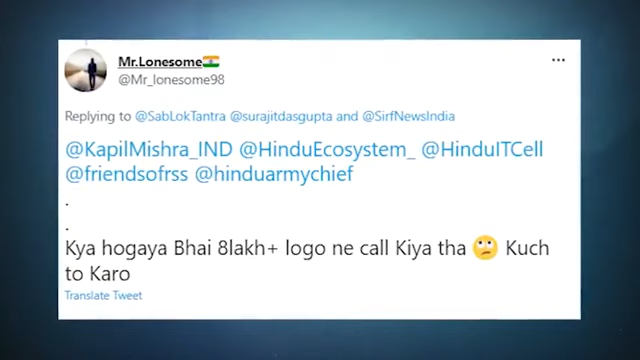 Mr.Lonesome🇮🇳
@Mr_lonesome98
Replying to @SabLokTantra @surajitdasgupta and @SirfNewsIndia
@KapilMishra_IND @HinduEcosystem_ @HinduITCell
@friendsofrss @hinduarmychief
.
.
Kya hogaya Bhai 8lakh+ logo ne call Kiya tha 🙄 Kuch
to Karo
Translate Tweet